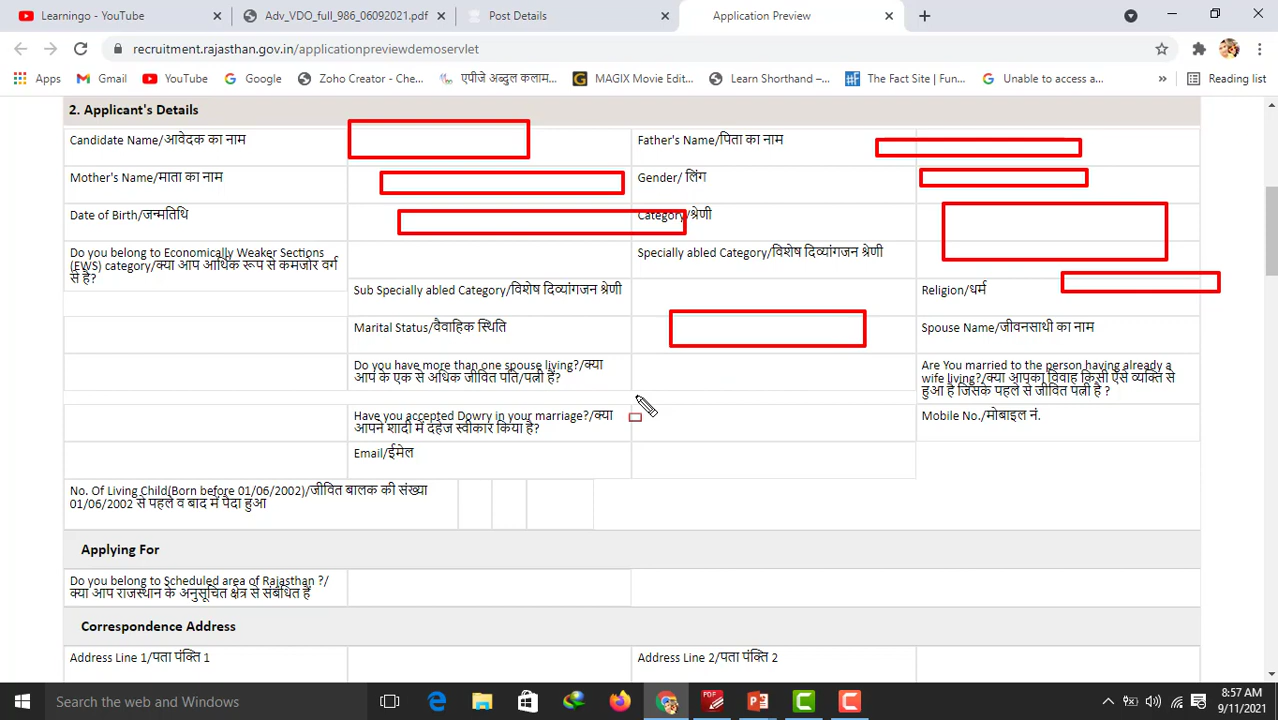 Learningo - YouTube
Adv_VDO_full_986_06092021.pdf
Post Details
Application Preview
recruitment.rajasthan.gov.in/applicationpreviewdemoservlet
Apps
Gmail
YouTube
Google
Zoho Creator - Che...
एपीजे अब्दुल कलाम...
MAGIX Movie Edit...
Learn Shorthand –...
The Fact Site | Fun...
Unable to access a...
»
Reading list
2. Applicant's Details
Candidate Name/आवेदक का नाम
Father's Name/पिता का नाम
Mother's Name/माता का नाम
Gender/ लिंग
Date of Birth/जन्मतिथि
Category/श्रेणी
Do you belong to Economically Weaker Sections
(EWS) category/क्या आप आर्थिक रूप से कमजोर वर्ग
से है?
Specially abled Category/विशेष दिव्यांगजन श्रेणी
Sub Specially abled Category/विशेष दिव्यांगजन श्रेणी
Religion/धर्म
Marital Status/वैवाहिक स्थिति
Spouse Name/जीवनसाथी का नाम
Do you have more than one spouse living?/क्या
आप के एक से अधिक जीवित पति/पत्नी हैं?
Are You married to the person having already a
wife living?/क्या आपका विवाह किसी ऐसे व्यक्ति से
हुआ है जिसके पहले से जीवित पत्नी है ?
Have you accepted Dowry in your marriage?/क्या
आपने शादी में दहेज स्वीकार किया है?
Mobile No./मोबाइल नं.
Email/ईमेल
No. Of Living Child(Born before 01/06/2002)/जीवित बालक की संख्या
01/06/2002 से पहले व बाद में पैदा हुआ
Applying For
Do you belong to Scheduled area of Rajasthan ?/
क्या आप राजस्थान के अनुसूचित क्षेत्र से संबंधित हैं
Correspondence Address
Address Line 1/पता पंक्ति 1
Address Line 2/पता पंक्ति 2
Search the web and Windows
8:57 AM
9/11/2021